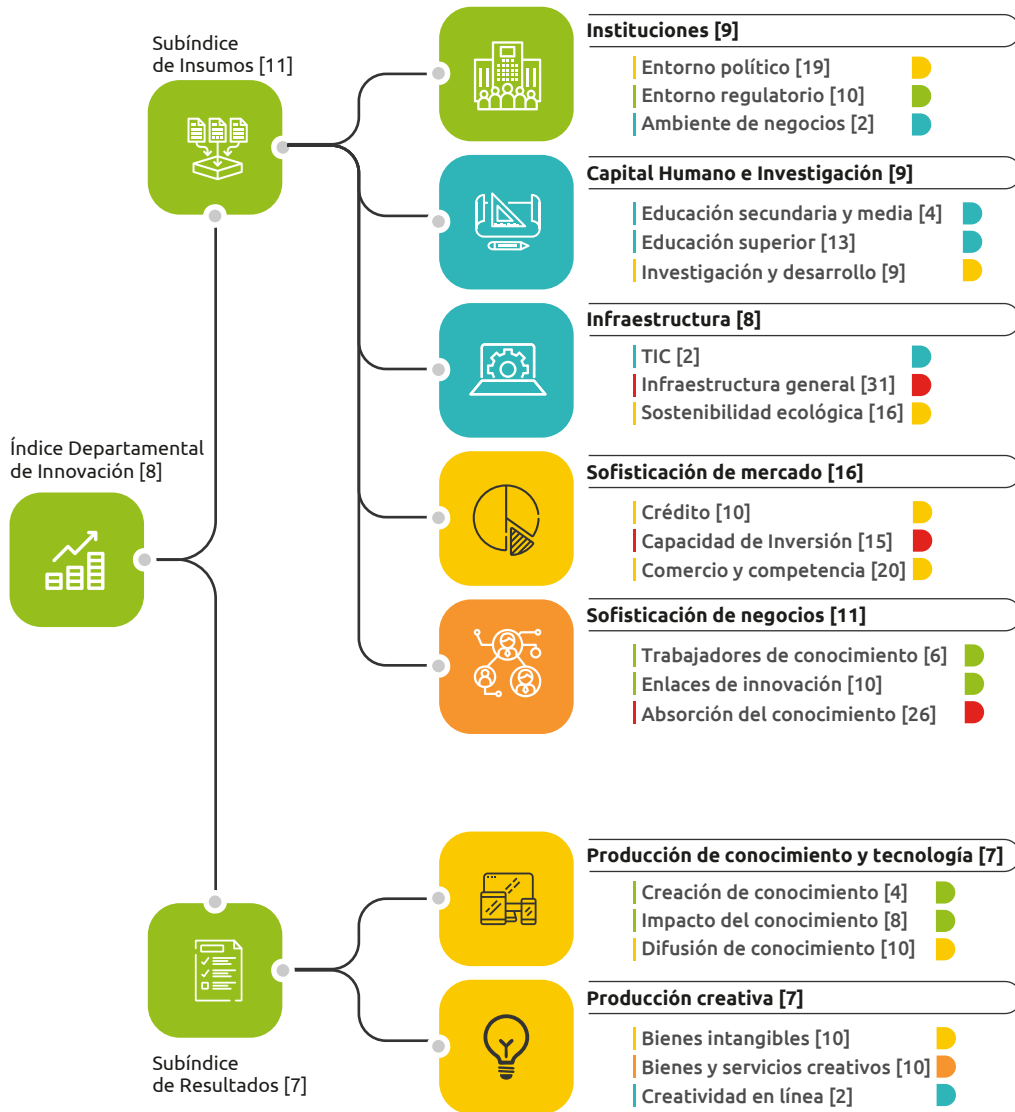 Índice Departamental
de Innovación [8]
Subíndice
de Insumos [11]
Instituciones [9]
Entorno político [19]
Entorno regulatorio [10]
Ambiente de negocios [2]
Capital Humano e Investigación [9]
Educación secundaria y media [4]
Educación superior [13]
Investigación y desarrollo [9]
Infraestructura [8]
TIC [2]
Infraestructura general [31]
Sostenibilidad ecológica [16]
Sofisticación de mercado [16]
Crédito [10]
Capacidad de Inversión [15]
Comercio y competencia [20]
Sofisticación de negocios [11]
Trabajadores de conocimiento [6]
Enlaces de innovación [10]
Absorción del conocimiento [26]
Subíndice
de Resultados [7]
Producción de conocimiento y tecnología [7]
Creación de conocimiento [4]
Impacto del conocimiento [8]
Difusión de conocimiento [10]
Producción creativa [7]
Bienes intangibles [10]
Bienes y servicios creativos [10]
Creatividad en línea [2]